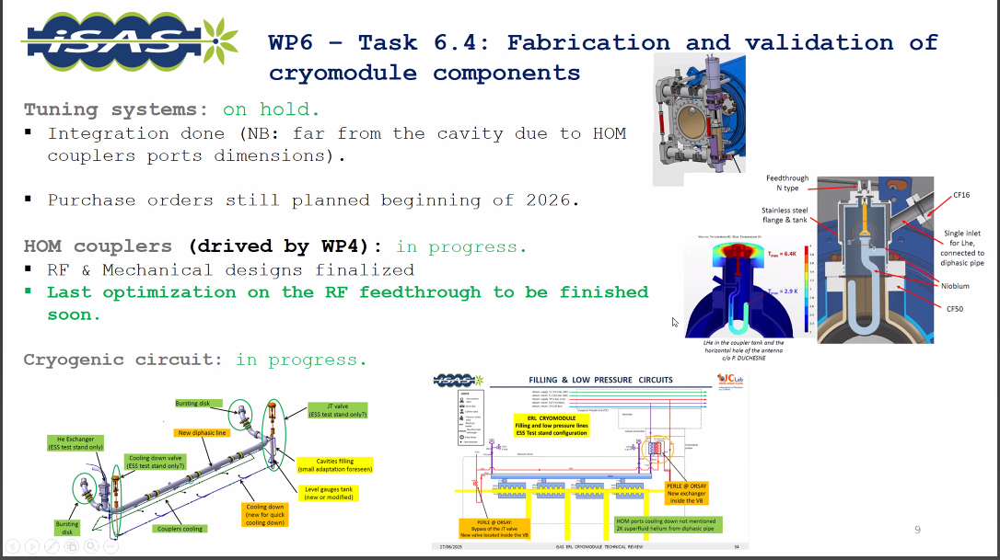 iSAS
WP6 – Task 6.4: Fabrication and validation of
cryomodule components
Tuning systems: on hold.
▪ Integration done (NB: far from the cavity due to HOM
couplers ports dimensions).
▪ Purchase orders still planned beginning of 2026.
HOM couplers (drived by WP4): in progress.
▪ RF & Mechanical designs finalized
▪ Last optimization on the RF feedthrough to be finished
soon.
Cryogenic circuit: in progress.
Feedthrough
N type
CF16
Stainless steel
flange & tank
Single inlet
for Lhe,
connected to
diphasic pipe
Niobium
CF50
Tmax = 6.4K
Tmax = 2.9 K
LHe in the coupler tank and the
horizontal hole of the antenna
c/o P. DUCHESNE
Bursting disk
JT valve
(ESS test stand only?)
New diphasic line
He Exchanger
(ESS test stand only)
Cooling down valve
(ESS test stand only?)
Cavities filling
(small adaptation foreseen)
Level gauges tank
(new or modified)
Cooling down
(new for quick
cooling down)
Couplers cooling
Bursting
disk
iSAS
FILLING & LOW PRESSURE CIRCUITS
IJCLab
ERL CRYOMODULE
Filling and low pressure lines
ESS Test stand configuration
PERLE @ ORSAY
New exchanger
inside the VB
PERLE @ ORSAY:
Bypass of the JT valve
New valve located inside the VB
HOM ports cooling down not mentioned
2K superfluid helium from diphasic pipe
27/06/2025
iSAS ERL CRYOMODULE TECHNICAL REVIEW
34
9